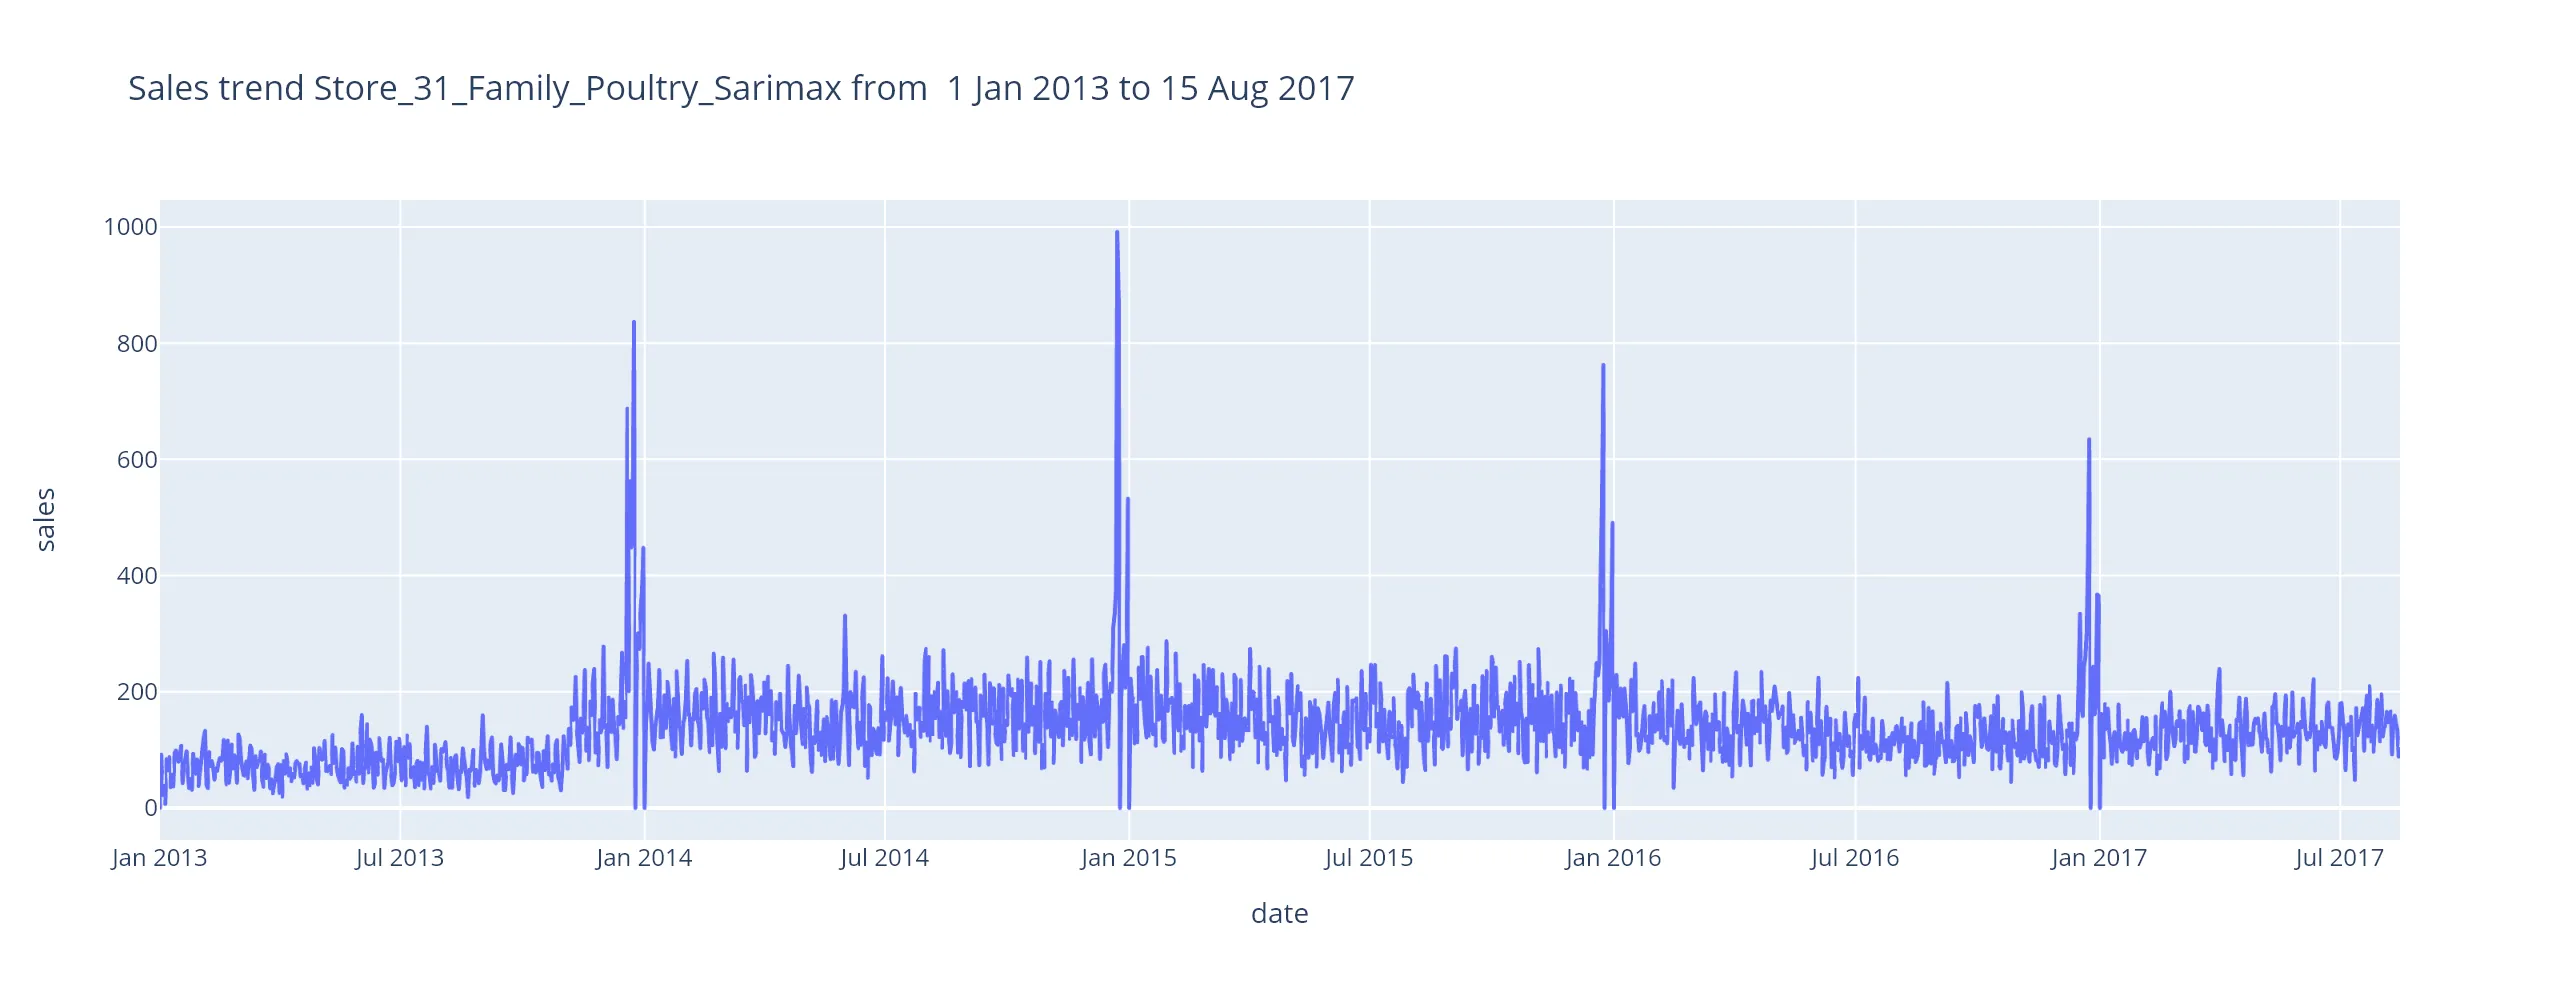 Sales trend Store_31_Family_Poultry_Sarimax from  1 Jan 2013 to 15 Aug 2017
1000
800
600
400
200
0
sales
Jan 2013 Jul 2013 Jan 2014 Jul 2014 Jan 2015 Jul 2015 Jan 2016 Jul 2016 Jan 2017 Jul 2017
date